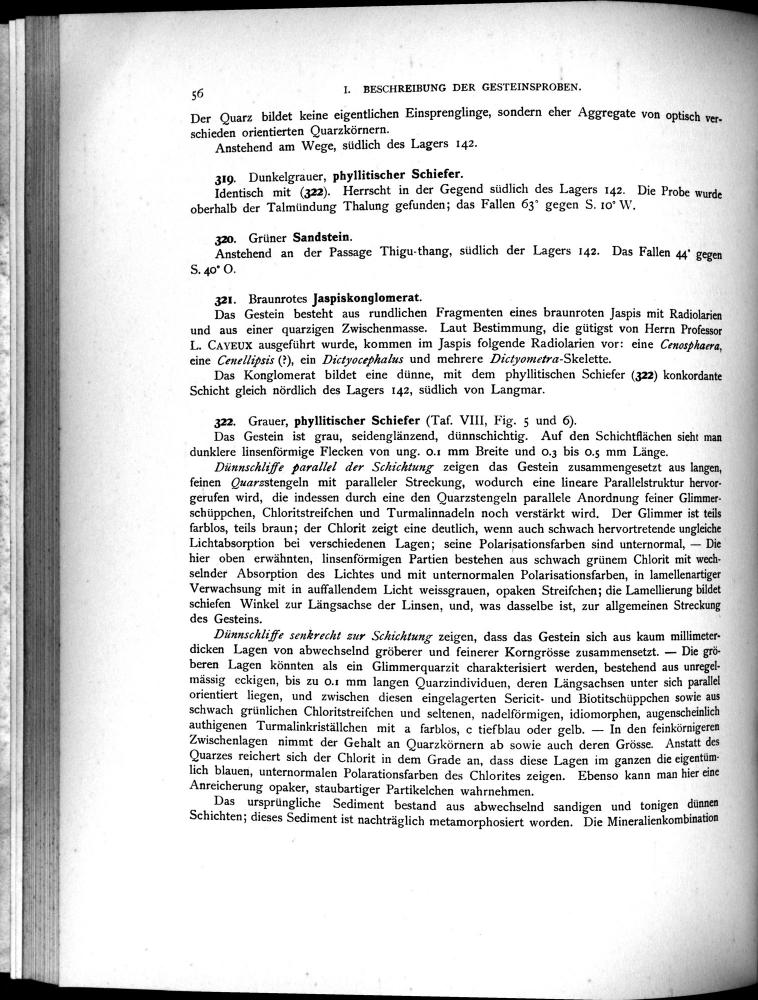 56
I. BESCHREIBUNG DER GESTEINSPROBEN.
Der Quarz bildet keine eigentlichen Einsprenglinge, sondern eher Aggregate von optisch ver-
schieden orientierten Quarzkörnern.
Anstehend am Wege, südlich des Lagers 142.
319. Dunkelgrauer, phyllitischer Schiefer.
Identisch mit (322). Herrscht in der Gegend südlich des Lagers 142. Die Probe wurde
oberhalb der Talmündung Thalung gefunden; das Fallen 63° gegen S. 10° W.
320. Grüner Sandstein.
Anstehend an der Passage Thigu-thang, südlich der Lagers 142. Das Fallen 44° gegen
S. 40° O.
321. Braunrotes Jaspiskonglomerat.
Das Gestein besteht aus rundlichen Fragmenten eines braunroten Jaspis mit Radiolarien
und aus einer quarzigen Zwischenmasse. Laut Bestimmung, die gütigst von Herrn Professor
L. CAYEUX ausgeführt wurde, kommen im Jaspis folgende Radiolarien vor: eine Cenosphaera,
eine Cenellipsis (?), ein Dictyocephalus und mehrere Dictyometra-Skelette.
Das Konglomerat bildet eine dünne, mit dem phyllitischen Schiefer (322) konkordante
Schicht gleich nördlich des Lagers 142, südlich von Langmar.
322. Grauer, phyllitischer Schiefer (Taf. VIII, Fig. 5 und 6).
Das Gestein ist grau, seidenglänzend, dünnschichtig. Auf den Schichtflächen sieht man
dunklere linsenförmige Flecken von ung. 0.1 mm Breite und 0.3 bis 0.5 mm Länge.
Dünnschliffe parallel der Schichtung zeigen das Gestein zusammengesetzt aus langen,
feinen Quarzstengeln mit paralleler Streckung, wodurch eine lineare Parallelstruktur hervor-
gerufen wird, die indessen durch eine den Quarzstengeln parallele Anordnung feiner Glimmer-
schüppchen, Chloritstreifchen und Turmalinnadeln noch verstärkt wird. Der Glimmer ist teils
farblos, teils braun; der Chlorit zeigt eine deutlich, wenn auch schwach hervortretende ungleiche
Lichtabsorption bei verschiedenen Lagen; seine Polarisationsfarben sind unternormal, — Die
hier oben erwähnten, linsenförmigen Partien bestehen aus schwach grünem Chlorit mit wech-
selnder Absorption des Lichtes und mit unternormalen Polarisationsfarben, in lamellenartiger
Verwachsung mit in auffallendem Licht weissgrauen, opaken Streifchen; die Lamellierung bildet
schiefen Winkel zur Längsachse der Linsen, und, was dasselbe ist, zur allgemeinen Streckung
des Gesteins.
Dünnschliffe senkrecht zur Schichtung zeigen, dass das Gestein sich aus kaum millimeter-
dicken Lagen von abwechselnd gröberer und feinerer Korngrösse zusammensetzt. — Die grö-
beren Lagen könnten als ein Glimmerquarzit charakterisiert werden, bestehend aus unregel-
mässig eckigen, bis zu 0.1 mm langen Quarzindividuen, deren Längsachsen unter sich parallel
orientiert liegen, und zwischen diesen eingelagerten Sericit- und Biotitschüppchen sowie aus
schwach grünlichen Chloritstreifchen und seltenen, nadelförmigen, idiomorphen, augenscheinlich
authigenen Turmalinkriställchen mit a farblos, c tiefblau oder gelb. — In den feinkörnigeren
Zwischenlagen nimmt der Gehalt an Quarzkörnern ab sowie auch deren Grösse. Anstatt des
Quarzes reichert sich der Chlorit in dem Grade an, dass diese Lagen im ganzen die eigentüm-
lich blauen, unternormalen Polarationsfarben des Chlorites zeigen. Ebenso kann man hier eine
Anreicherung opaker, staubartiger Partikelchen wahrnehmen.
Das ursprüngliche Sediment bestand aus abwechselnd sandigen und tonigen dünnen
Schichten; dieses Sediment ist nachträglich metamorphosiert worden. Die Mineralienkombination